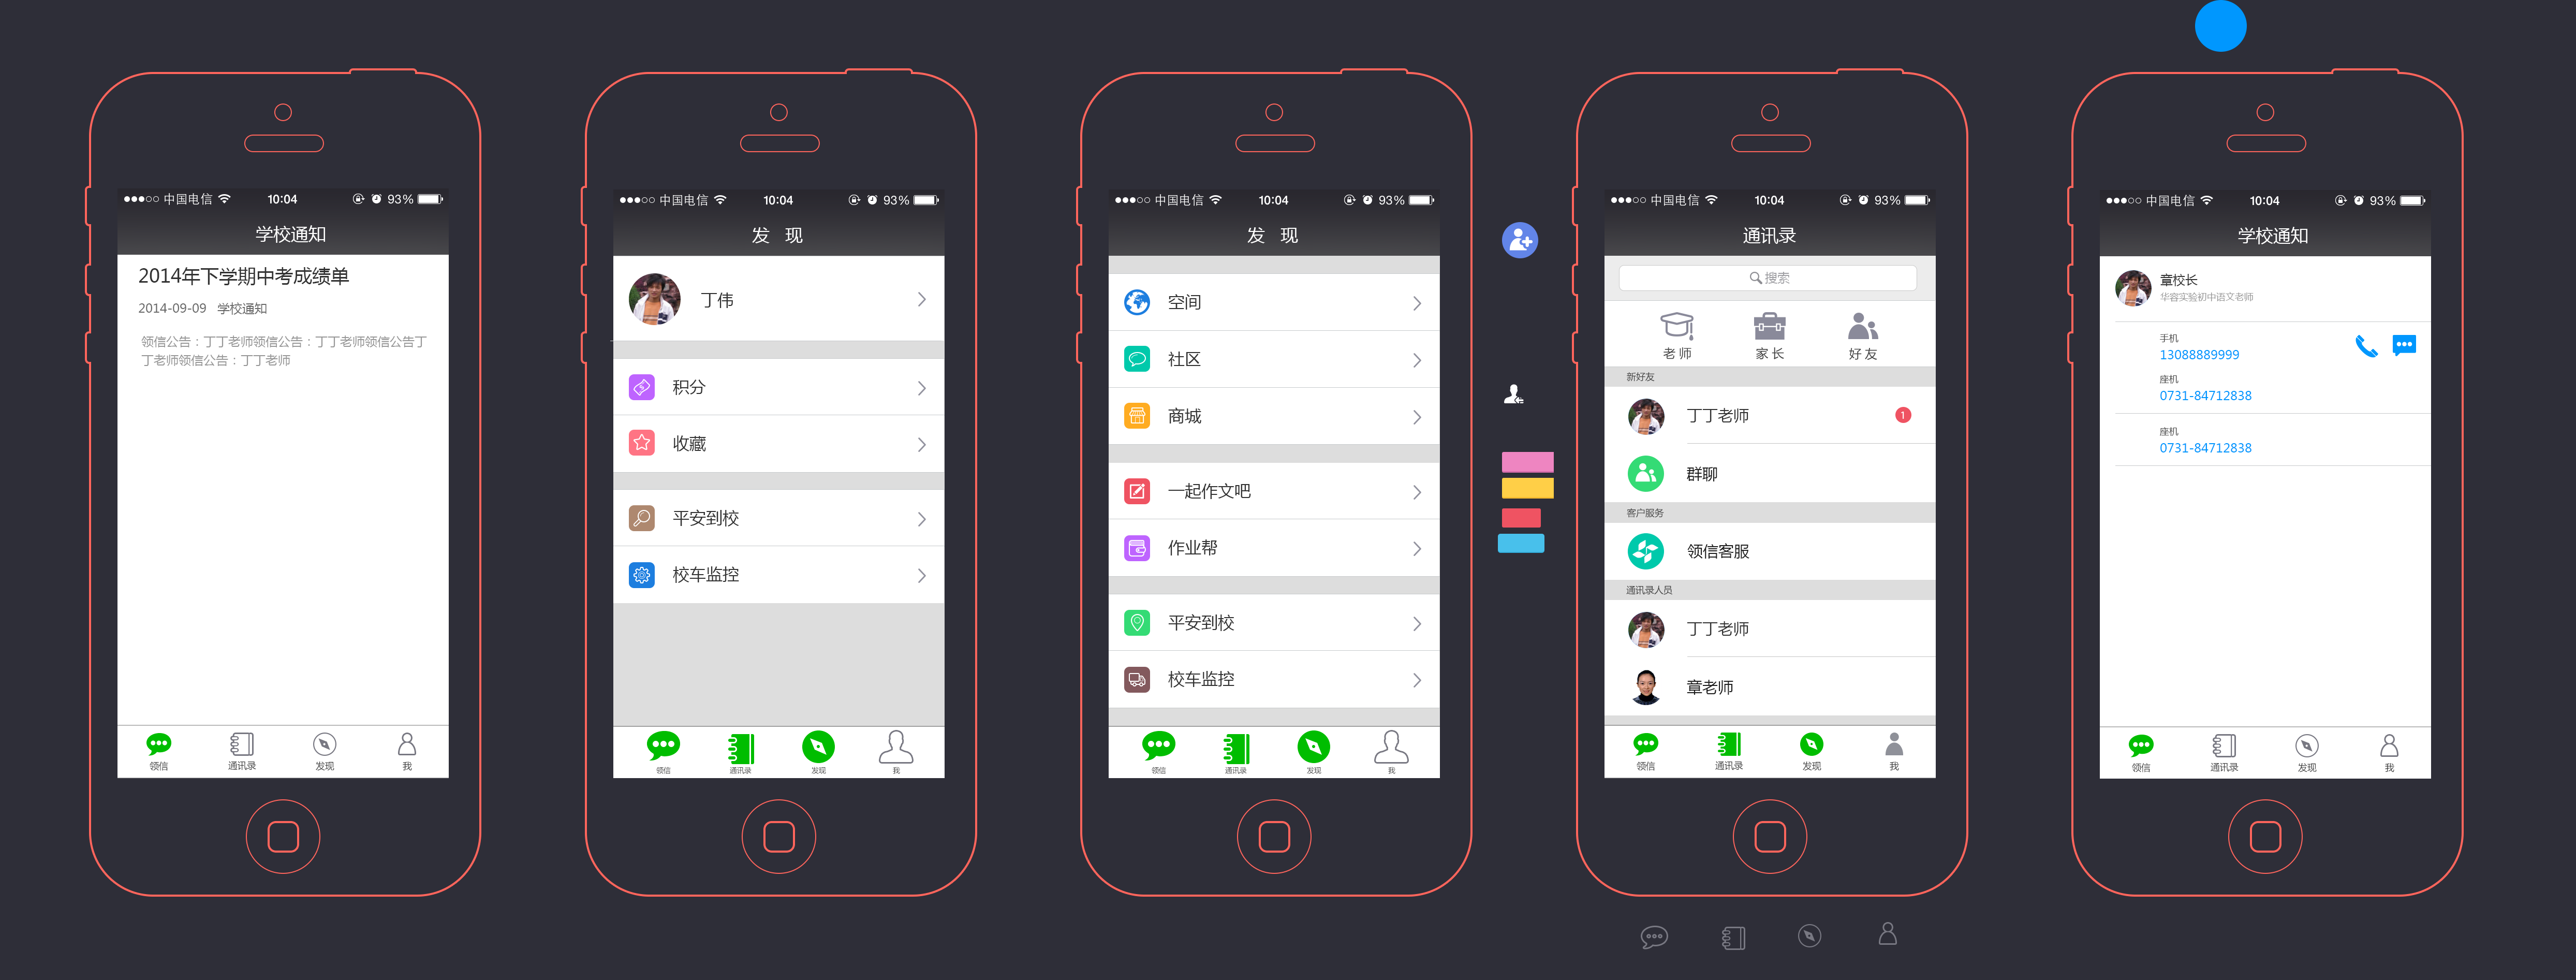 中国电信 10:04 93%
学校通知
2014年下学期中考成绩单
2014-09-09 学校通知
领信公告：丁丁老师领信公告：丁丁老师领信公告丁
丁老师领信公告：丁丁老师
领信 通讯录 发现 我
中国电信 10:04 93%
发 现
丁伟
积分
收藏
平安到校
校车监控
领信 通讯录 发现 我
中国电信 10:04 93%
发 现
空间
社区
商城
一起作文吧
作业帮
平安到校
校车监控
领信 通讯录 发现 我
中国电信 10:04 93%
通讯录
搜索
老 师 家 长 好 友
新好友
丁丁老师 1
群聊
客户服务
领信客服
通讯录人员
丁丁老师
章老师
领信 通讯录 发现 我
中国电信 10:04 93%
学校通知
章校长
华容实验初中语文老师
手机
13088889999
座机
0731-84712838
座机
0731-84712838
领信 通讯录 发现 我